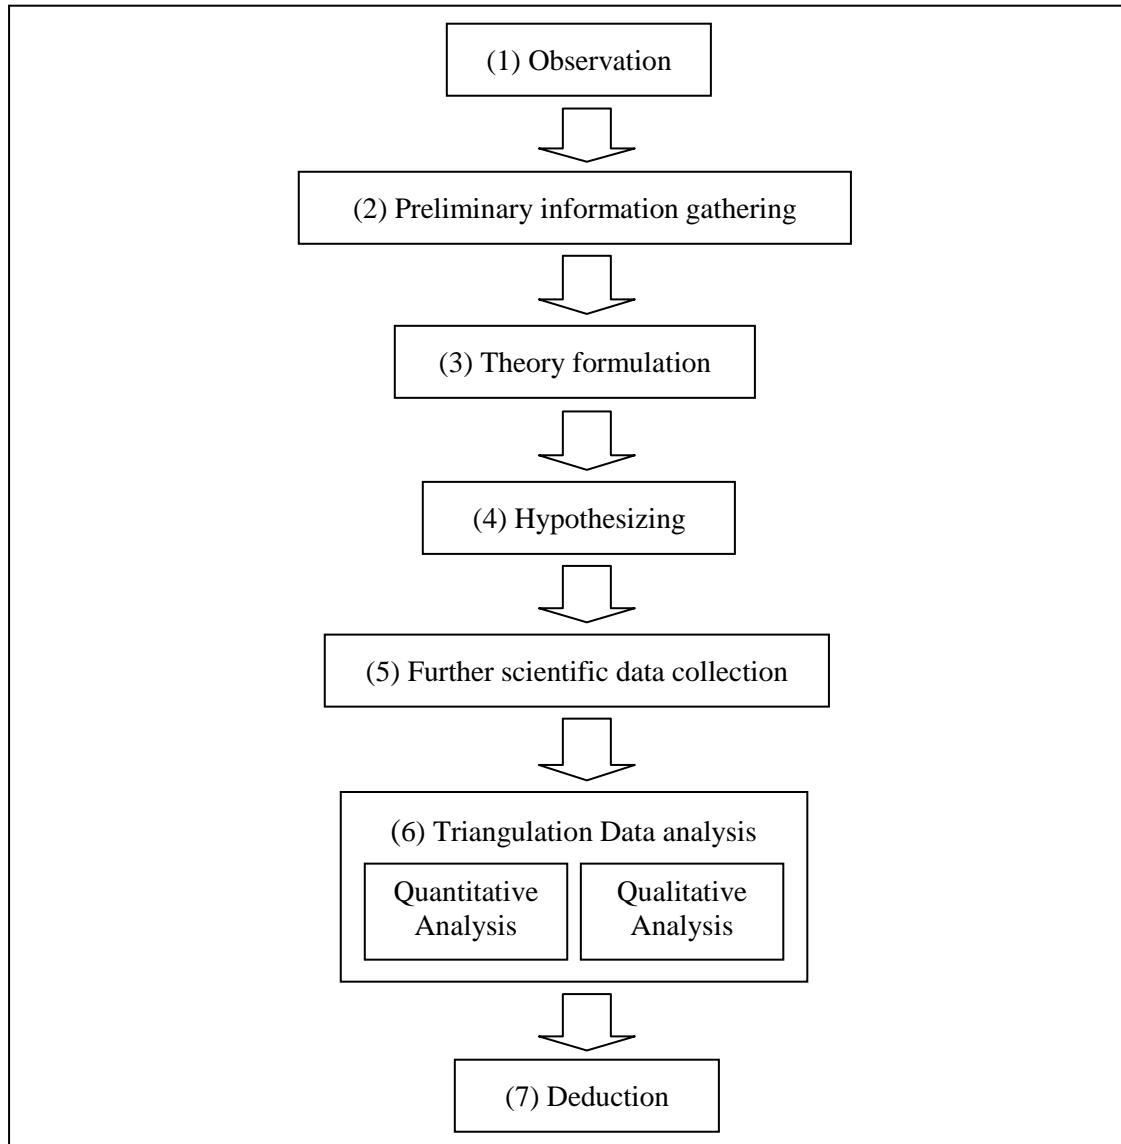 (1) Observation
(2) Preliminary information gathering
(3) Theory formulation
(4) Hypothesizing
(5) Further scientific data collection
(6) Triangulation Data analysis
Quantitative
Analysis
Qualitative
Analysis
(7) Deduction